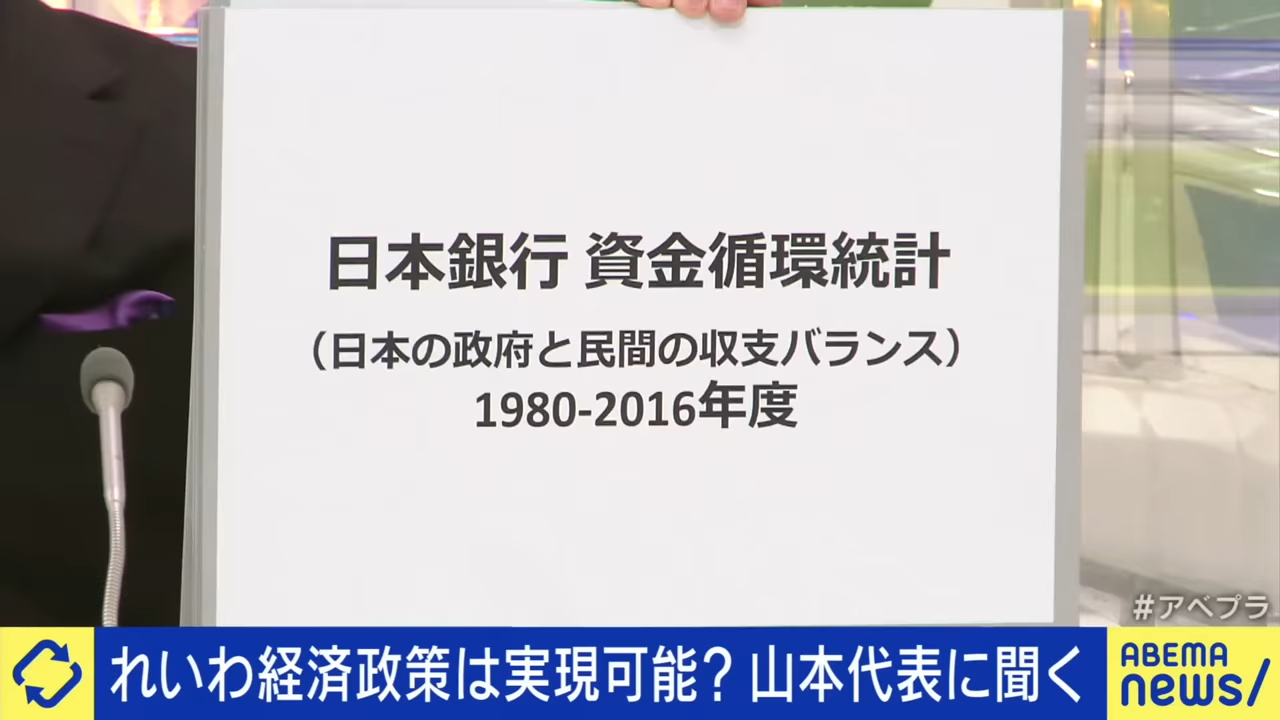 日本銀行 資金循環統計
（日本の政府と民間の収支バランス）
1980-2016年度
#アベプラ
れいわ経済政策は実現可能？山本代表に聞く
ABEMA
news/